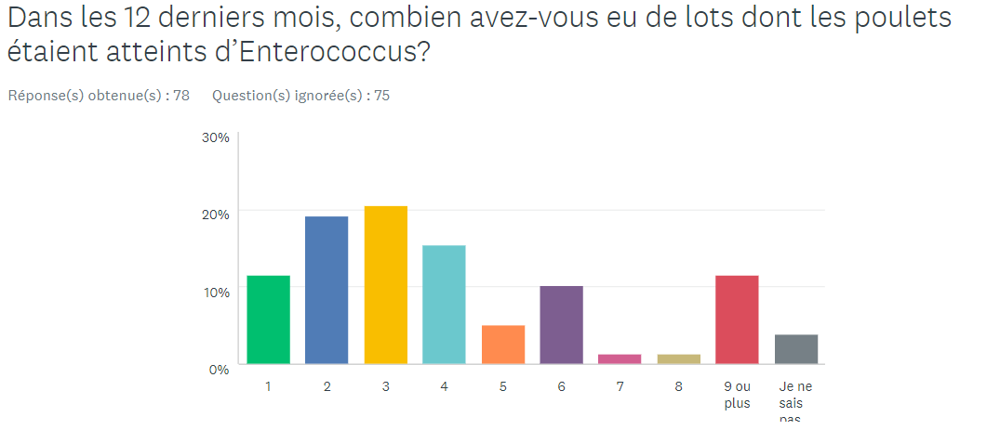 Dans les 12 derniers mois, combien avez-vous eu de lots dont les poulets
étaient atteints d’Enterococcus?
Réponse(s) obtenue(s) : 78 Question(s) ignorée(s) : 75
30%
20%
10%
0%
1 2 3 4 5 6 7 8 9 ou Je ne
plus sais
pas